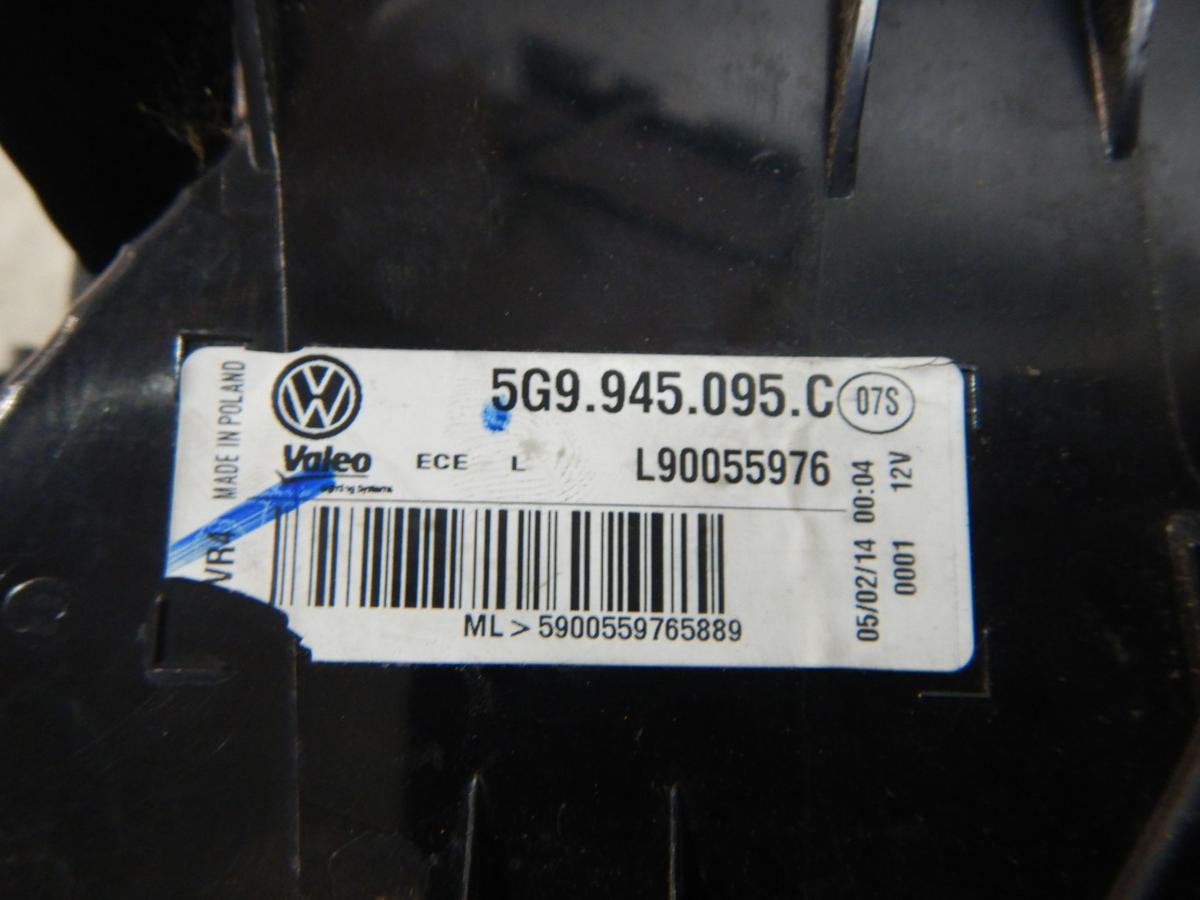 MADE IN POLAND
5G9.945.095.C 07S
Valeo ECE L L90055976
Systems
VR4
ML>5900559765889
05/02/14 00:04
0001 12V